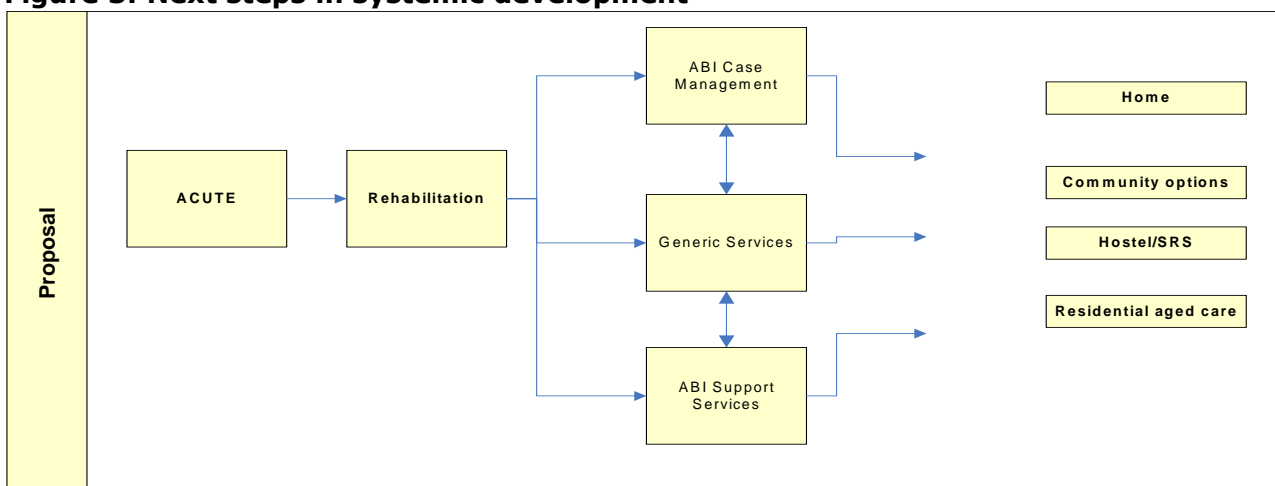 Figure 3: Next steps in systemic development
Proposal
ACUTE
Rehabilitation
ABI Case
Management
Generic Services
ABI Support
Services
Home
Community options
Hostel/SRS
Residential aged care